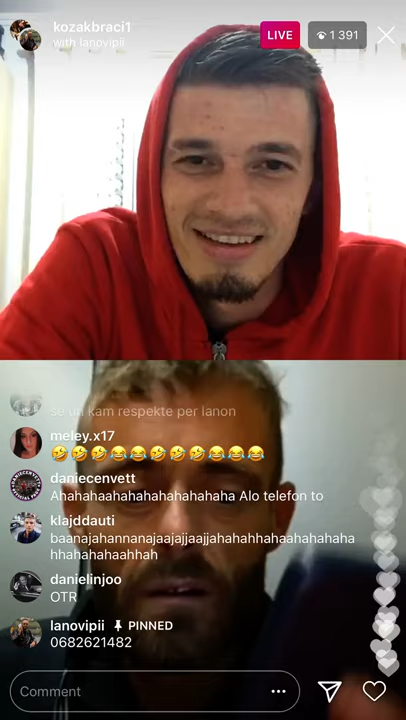 kozakbraci1
with lanovipii
LIVE
1 391
se un kam respekte per lanon
meley.x17
🤣🤣🤣😂😂🤣🤣🤣😂😂😂
daniecenvett
Ahahahaahahahahahahahaha Alo telefon to
klajddauti
baanajahannanajaajajjaajjahahahhahaahahahaha
hhahahahaahhah
danielinjoo
OTR
lanovipii 📌 PINNED
0682621482
Comment